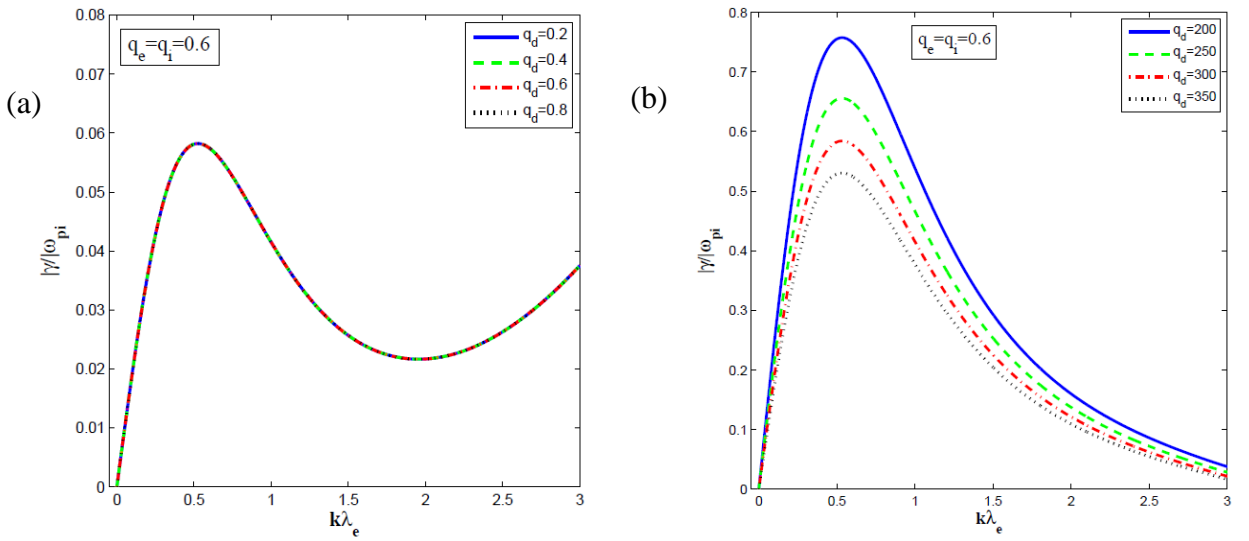 (a)
0.08
0.07
0.06
0.05
0.04
0.03
0.02
0.01
0
|γ/|ω_pi
q_e=q_i=0.6
q_d=0.2
q_d=0.4
q_d=0.6
q_d=0.8
0 0.5 1 1.5 2 2.5 3
kλ_e
(b)
0.8
0.7
0.6
0.5
0.4
0.3
0.2
0.1
0
|γ/|ω_pi
q_e=q_i=0.6
q_d=200
q_d=250
q_d=300
q_d=350
0 0.5 1 1.5 2 2.5 3
kλ_e